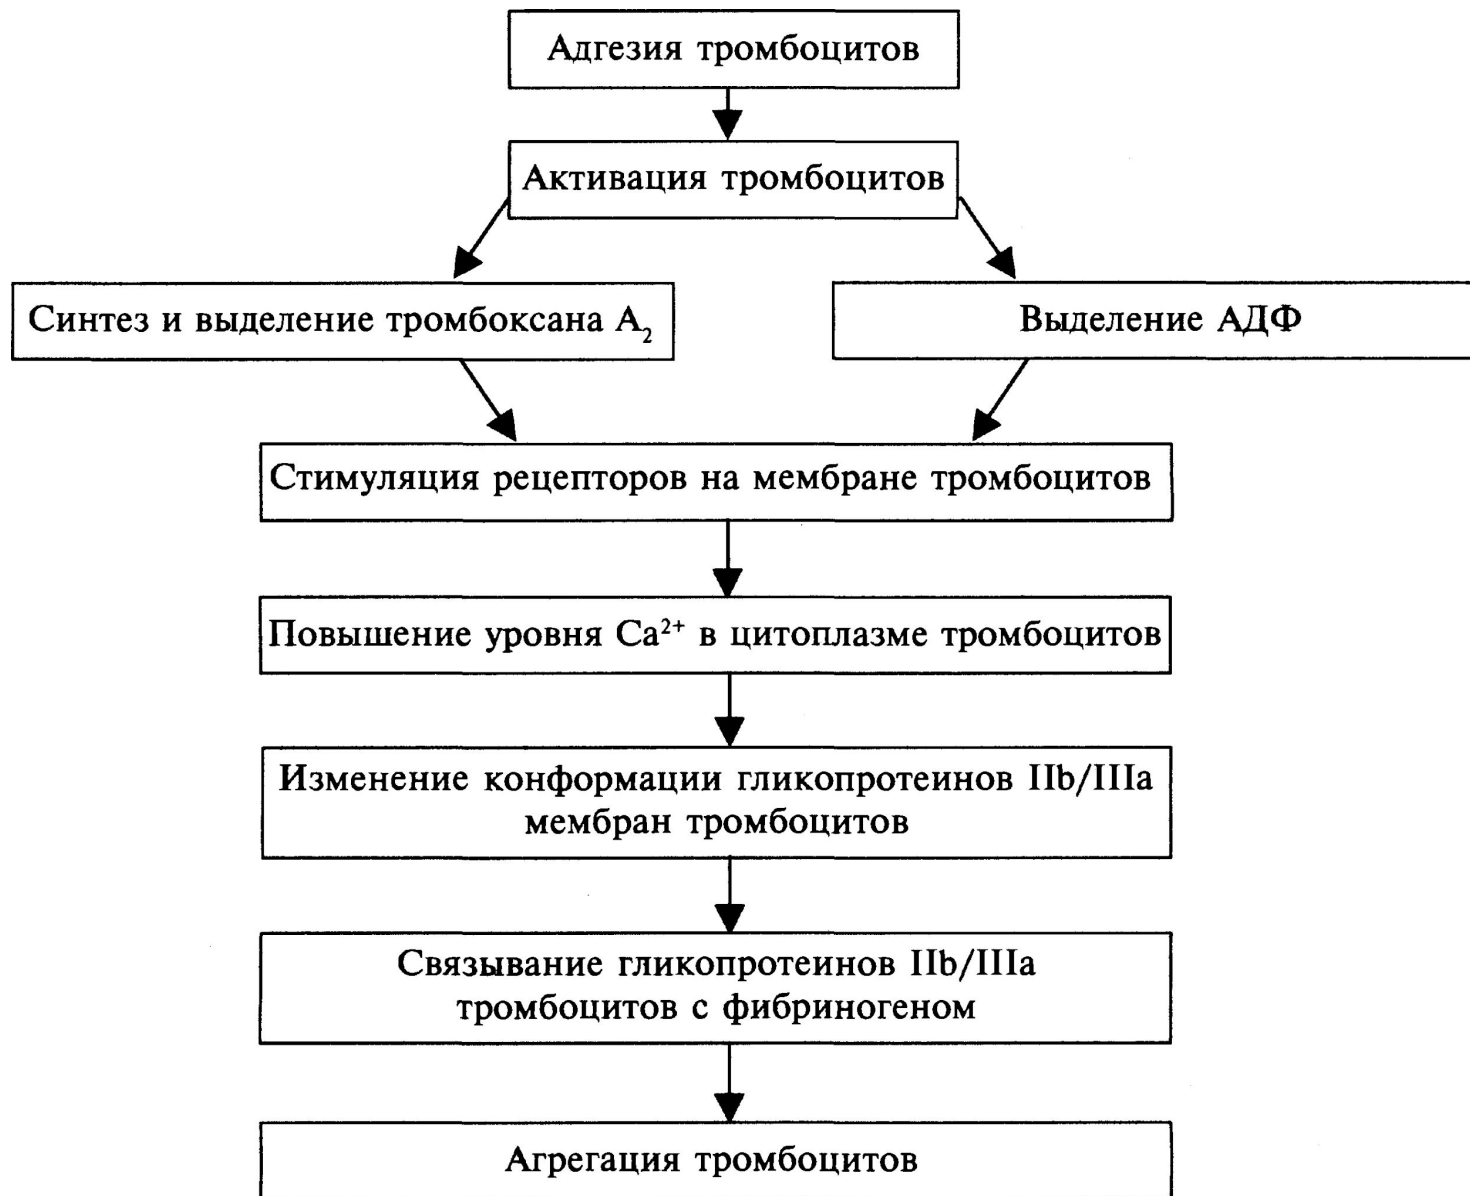 Адгезия тромбоцитов
Активация тромбоцитов
Синтез и выделение тромбоксана А₂
Выделение АДФ
Стимуляция рецепторов на мембране тромбоцитов
Повышение уровня Ca²⁺ в цитоплазме тромбоцитов
Изменение конформации гликопротеинов IIb/IIIa
мембран тромбоцитов
Связывание гликопротеинов IIb/IIIa
тромбоцитов с фибриногеном
Агрегация тромбоцитов